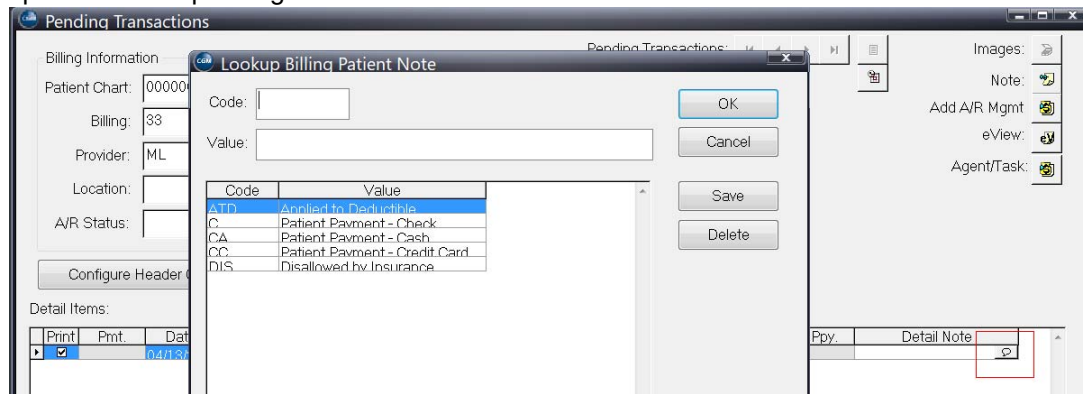 Pending Transactions
Billing Information
Patient Chart:
Billing: 33
Provider: ML
Location:
A/R Status:
Configure Header
Detail Items:
Print Pmt.
CGM Lookup Billing Patient Note
Code:
Value:
OK
Cancel
Save
Delete
Code Value
ATD Applied to Deductible
C Patient Payment - Check
CA Patient Payment - Cash
CC Patient Payment - Credit Card
DIS Disallowed by Insurance
Pending Transactions:
Images:
Note:
Add A/R Mgmt
eView:
Agent/Task:
Ppy. Detail Note